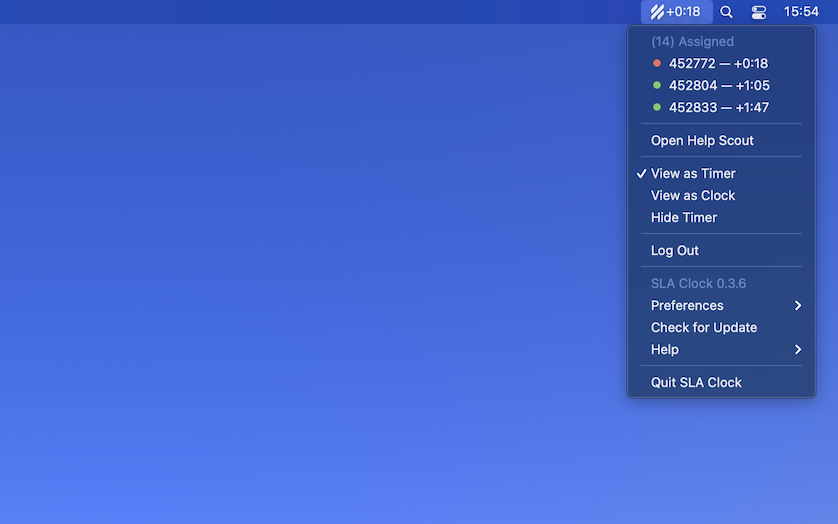 +0:18 15:54
(14) Assigned
452772 — +0:18
452804 — +1:05
452833 — +1:47
Open Help Scout
View as Timer
View as Clock
Hide Timer
Log Out
SLA Clock 0.3.6
Preferences
Check for Update
Help
Quit SLA Clock